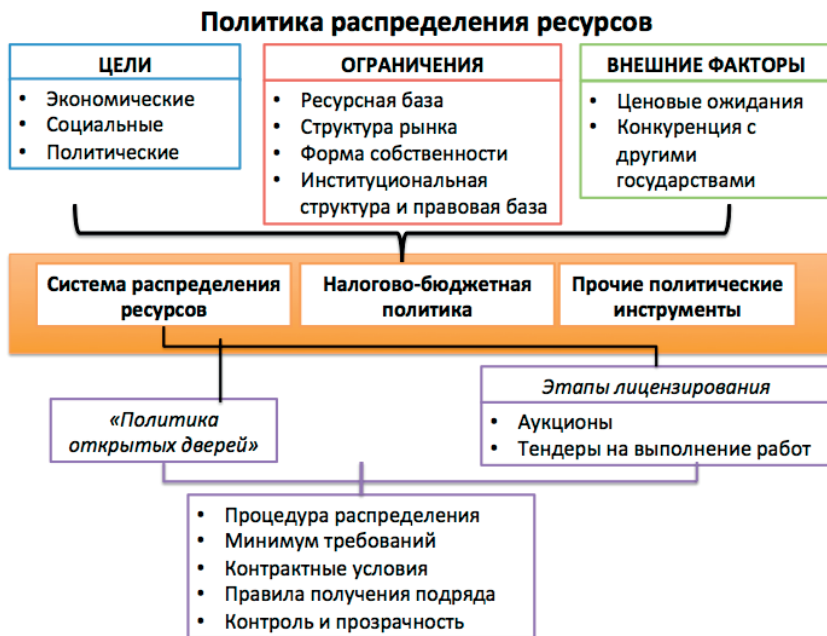 Политика распределения ресурсов
ЦЕЛИ
• Экономические
• Социальные
• Политические
ОГРАНИЧЕНИЯ
• Ресурсная база
• Структура рынка
• Форма собственности
• Институциональная
структура и правовая база
ВНЕШНИЕ ФАКТОРЫ
• Ценовые ожидания
• Конкуренция с
другими
государствами
Система распределения
ресурсов
Налогово-бюджетная
политика
Прочие политические
инструменты
«Политика
открытых дверей»
Этапы лицензирования
• Аукционы
• Тендеры на выполнение работ
• Процедура распределения
• Минимум требований
• Контрактные условия
• Правила получения подряда
• Контроль и прозрачность